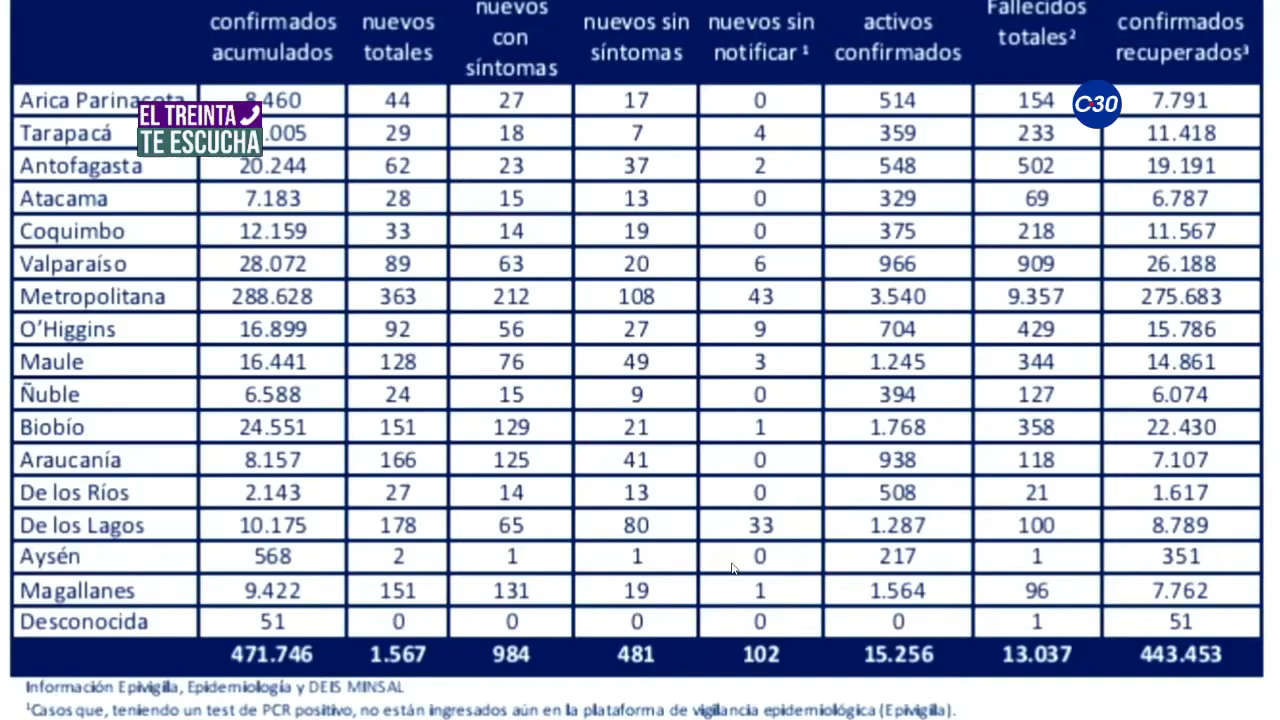 confirmados acumulados nuevos totales nuevos con síntomas nuevos sin síntomas nuevos sin notificar ¹ activos confirmados Fallecidos totales² confirmados recuperados³
Arica 8.460 44 27 17 0 514 154 7.791
Tarapacá .005 29 18 7 4 359 233 11.418
Antofagasta 20.244 62 23 37 2 548 502 19.191
Atacama 7.183 28 15 13 0 329 69 6.787
Coquimbo 12.159 33 14 19 0 375 218 11.567
Valparaíso 28.072 89 63 20 6 966 909 26.188
Metropolitana 288.628 363 212 108 43 3.540 9.357 275.683
O’Higgins 16.899 92 56 27 9 704 429 15.786
Maule 16.441 128 76 49 3 1.245 344 14.861
Ñuble 6.588 24 15 9 0 394 127 6.074
Biobío 24.551 151 129 21 1 1.768 358 22.430
Araucanía 8.157 166 125 41 0 938 118 7.107
De los Ríos 2.143 27 14 13 0 508 21 1.617
De los Lagos 10.175 178 65 80 33 1.287 100 8.789
Aysén 568 2 1 1 0 217 1 351
Magallanes 9.422 151 131 19 1 1.564 96 7.762
Desconocida 51 0 0 0 0 0 1 51
471.746 1.567 984 481 102 15.256 13.037 443.453
Información Epivigila, Epidemiología y DEIS MINSAL
¹Casos que, teniendo un test de PCR positivo, no están ingresados aún en la plataforma de vigilancia epidemiológica (Epivigila).
EL TREINTA
TE ESCUCHA
C30